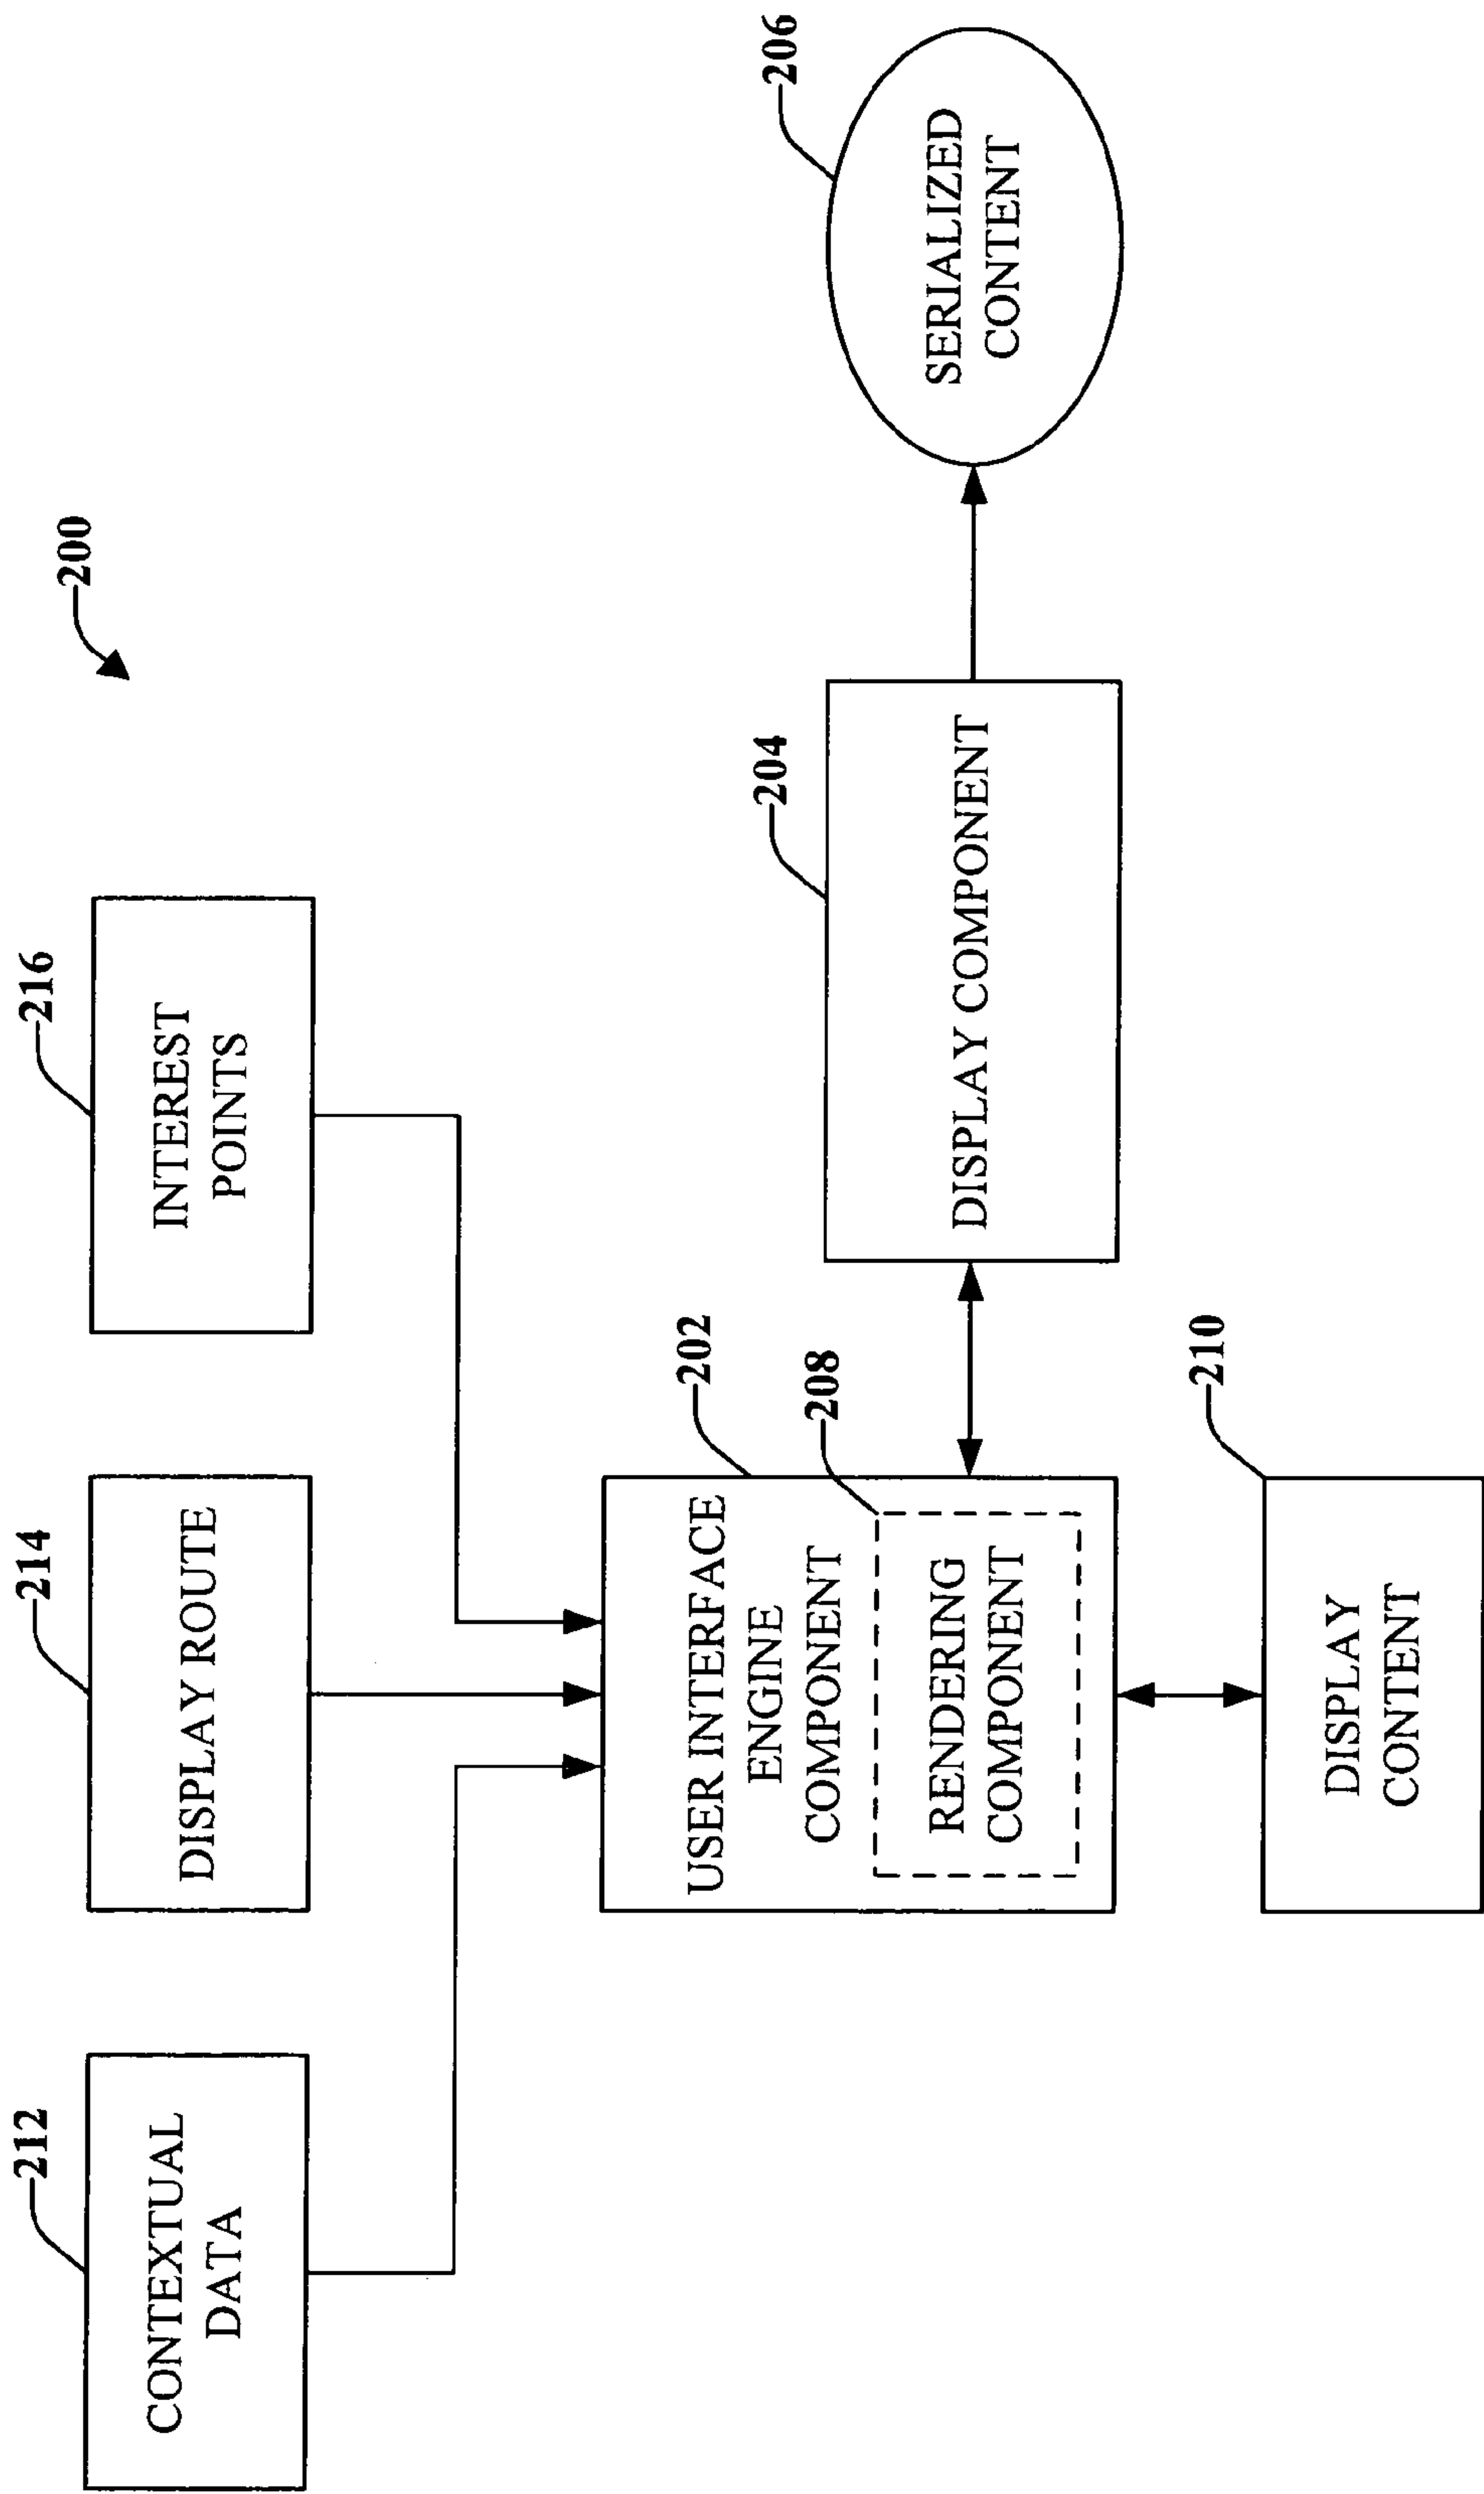 200
212
214
216
CONTEXTUAL
DATA
DISPLAY ROUTE
INTEREST
POINTS
202
USER INTERFACE
ENGINE
COMPONENT
208
RENDERING
COMPONENT
204
DISPLAY COMPONENT
206
SERIALIZED
CONTENT
210
DISPLAY
CONTENT